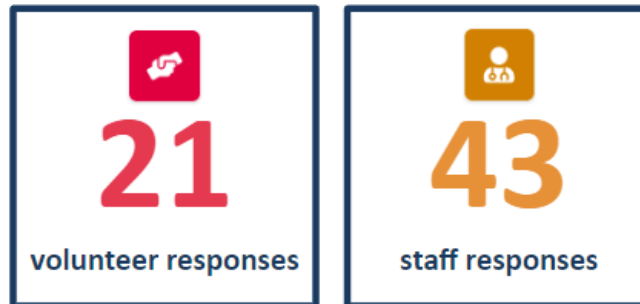 21
volunteer responses
43
staff responses